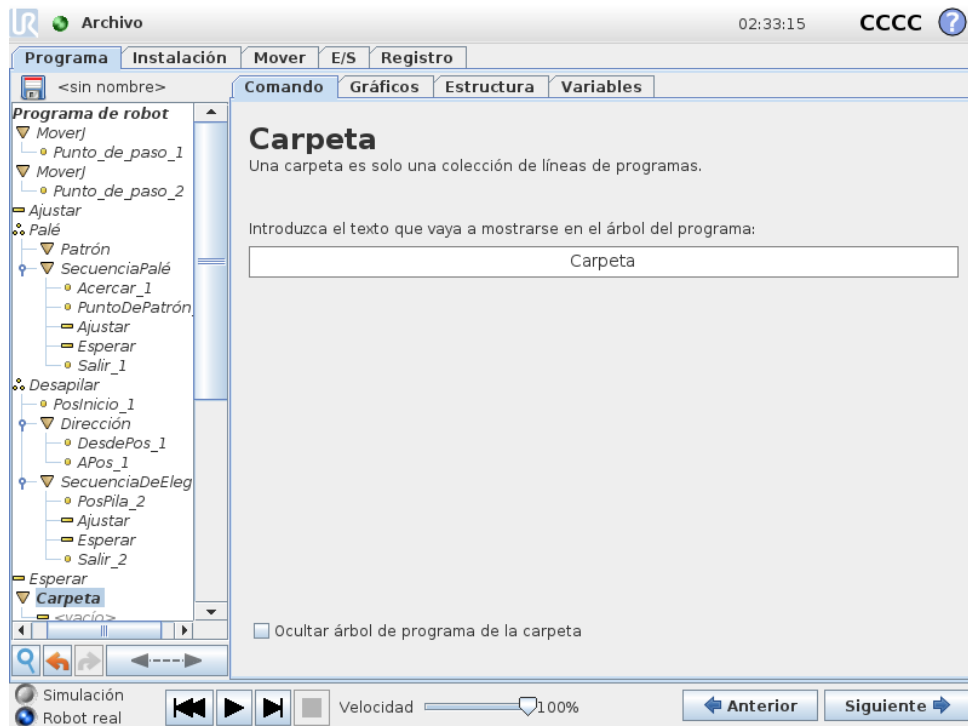 UR Archivo 02:33:15 CCCC ?
Programa Instalación Mover E/S Registro
<sin nombre>
Comando Gráficos Estructura Variables
Programa de robot
MoverJ
Punto_de_paso_1
MoverJ
Punto_de_paso_2
Ajustar
Palé
Patrón
SecuenciaPalé
Acercar_1
PuntoDePatrón_
Ajustar
Esperar
Salir_1
Desapilar
PosInicio_1
Dirección
DesdePos_1
APos_1
SecuenciaDeEleg
PosPila_2
Ajustar
Esperar
Salir_2
Esperar
Carpeta
<vacío>
Carpeta
Una carpeta es solo una colección de líneas de programas.
Introduzca el texto que vaya a mostrarse en el árbol del programa:
Carpeta
Ocultar árbol de programa de la carpeta
Simulación
Robot real
Velocidad 100%
Anterior Siguiente